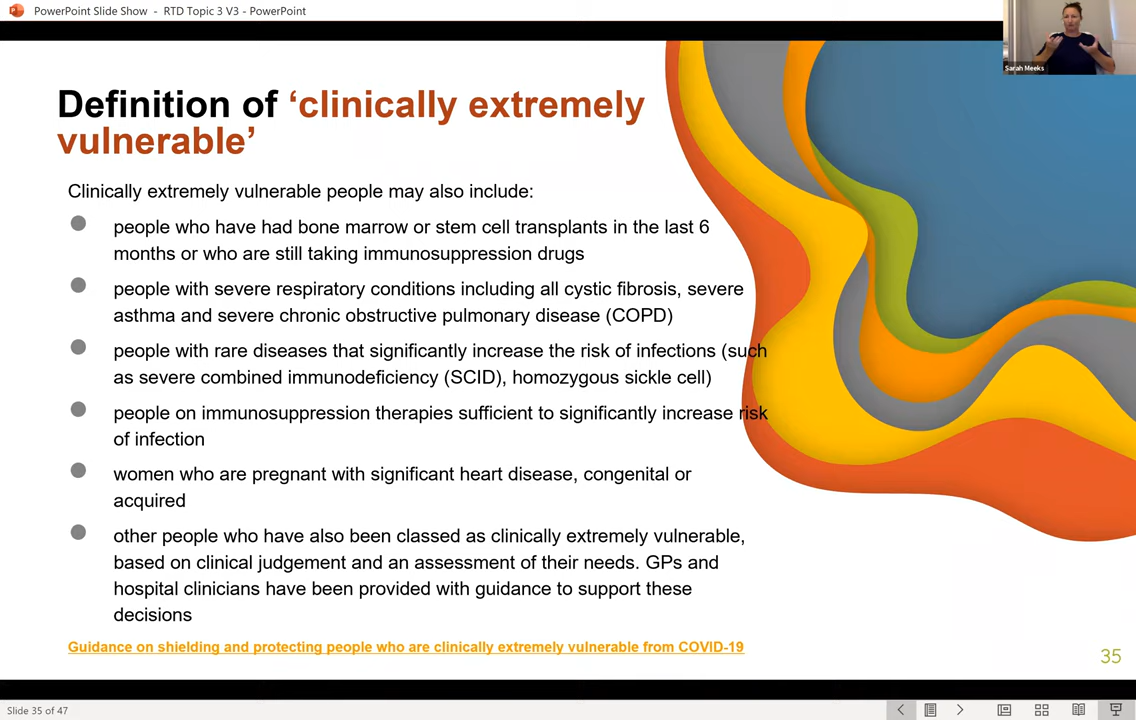 PowerPoint Slide Show - RTD Topic 3 V3 - PowerPoint
Sarah Meeks
Definition of ‘clinically extremely
vulnerable’
Clinically extremely vulnerable people may also include:
people who have had bone marrow or stem cell transplants in the last 6
months or who are still taking immunosuppression drugs
people with severe respiratory conditions including all cystic fibrosis, severe
asthma and severe chronic obstructive pulmonary disease (COPD)
people with rare diseases that significantly increase the risk of infections (such
as severe combined immunodeficiency (SCID), homozygous sickle cell)
people on immunosuppression therapies sufficient to significantly increase risk
of infection
women who are pregnant with significant heart disease, congenital or
acquired
other people who have also been classed as clinically extremely vulnerable,
based on clinical judgement and an assessment of their needs. GPs and
hospital clinicians have been provided with guidance to support these
decisions
Guidance on shielding and protecting people who are clinically extremely vulnerable from COVID-19
35
Slide 35 of 47